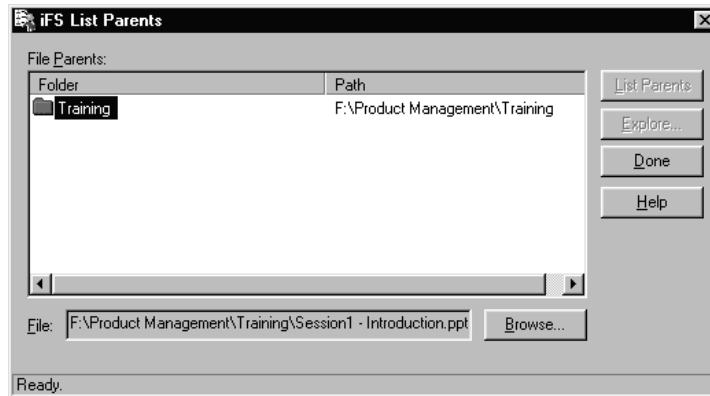 iFS List Parents
File Parents:
Folder Path
Training F:\Product Management\Training
List Parents
Explore...
Done
Help
File: F:\Product Management\Training\Session1 - Introduction.ppt Browse...
Ready.